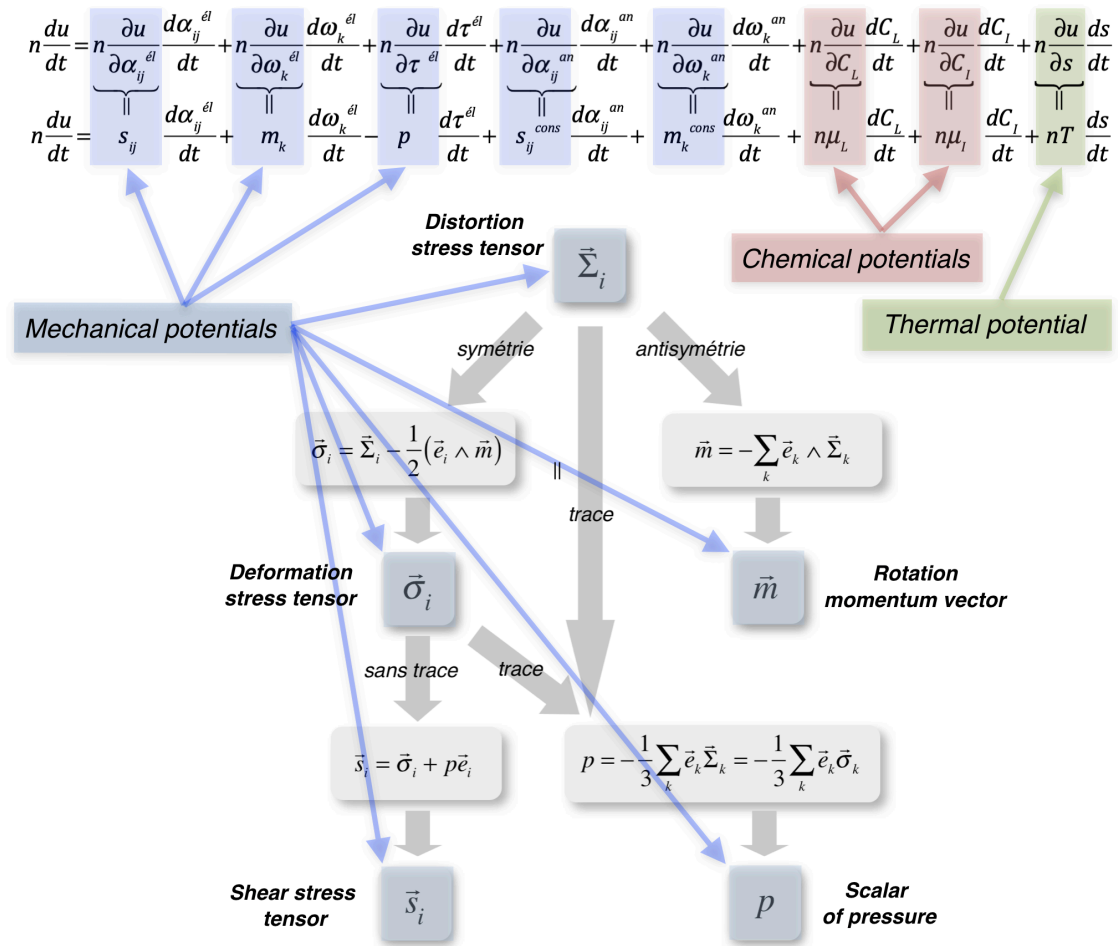 n du/dt = n ∂u/∂α_ij^él dα_ij^él/dt + n ∂u/∂ω_k^él dω_k^él/dt + n ∂u/∂τ^él dτ^él/dt + n ∂u/∂α_ij^an dα_ij^an/dt + n ∂u/∂ω_k^an dω_k^an/dt + n ∂u/∂C_L dC_L/dt + n ∂u/∂C_I dC_I/dt + n ∂u/∂s ds/dt
= = = = = = = =
n du/dt = s_ij dα_ij^él/dt + m_k dω_k^él/dt − p dτ^él/dt + s_ij^cons dα_ij^an/dt + m_k^cons dω_k^an/dt + nμ_L dC_L/dt + nμ_I dC_I/dt + nT ds/dt
Distortion
stress tensor
Σ⃗_i
Chemical potentials
Mechanical potentials
Thermal potential
symétrie
antisymétrie
σ⃗_i = Σ⃗_i − 1/2 (e⃗_i ∧ m⃗)
m⃗ = −∑_k e⃗_k ∧ Σ⃗_k
=
trace
Deformation
stress tensor
σ⃗_i
m⃗
Rotation
momentum vector
sans trace
trace
s⃗_i = σ⃗_i + pe⃗_i
p = −1/3 ∑_k e⃗_k Σ⃗_k = −1/3 ∑_k e⃗_k σ⃗_k
Shear stress
tensor
s⃗_i
p
Scalar
of pressure